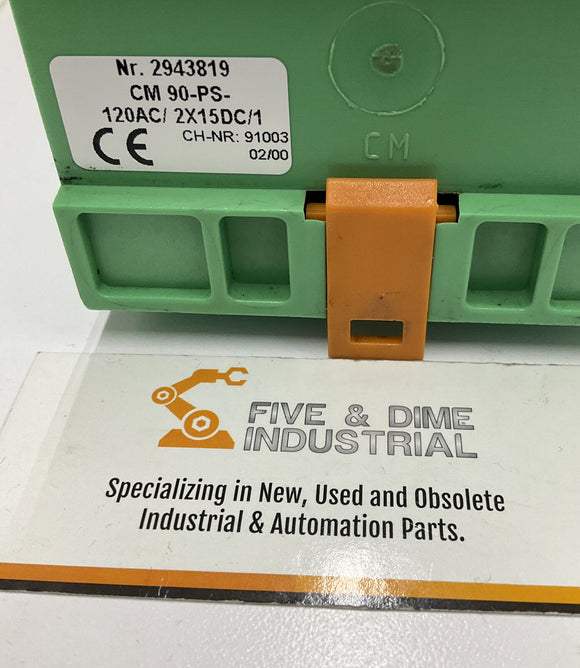 Nr. 2943819
CM 90-PS-
120AC/ 2X15DC/1
CE CH-NR: 91003
02/00
CM
FIVE & DIME
INDUSTRIAL
Specializing in New, Used and Obsolete
Industrial & Automation Parts.